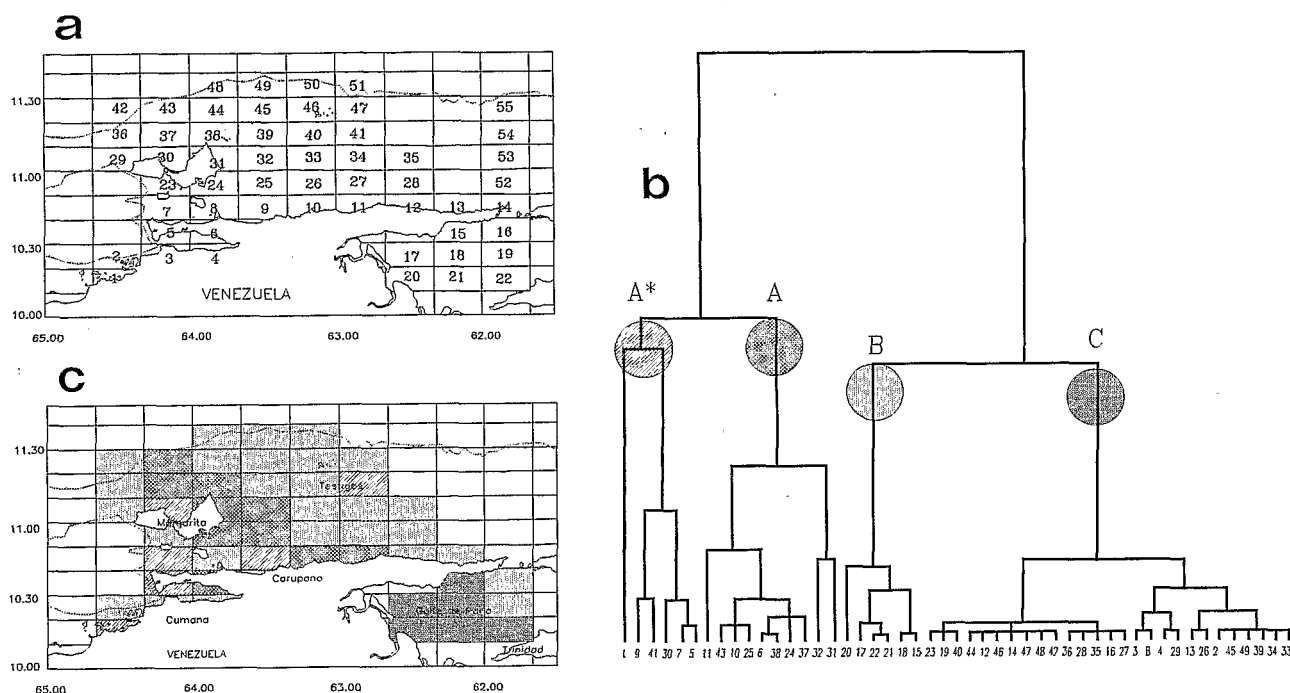 a
48 49 50 51
11.30
42 43 44 45 46 47 55
36 37 38 39 40 41 54
29 30 31 32 33 34 35 53
11.00
23 24 25 26 27 28 52
7 8 9 10 11 12 13 14
5 6 15 16
10.30
2 3 4 17 18 19
1 20 21 22
VENEZUELA
10.00
65.00 64.00 63.00 62.00
c
11.30
Testigos
11.00
Margarita
Carupano
10.30
Golfo de Paria
Cumana
Trinidad
VENEZUELA
10.00
65.00 64.00 63.00 62.00
b
A* A
B C
1 9 41 30 7 5 11 43 10 25 6 38 24 37 32 31 20 17 22 21 18 15 23 19 40 44 12 46 14 47 48 42 36 28 35 16 27 3 8 4 29 13 26 2 45 49 39 34 33